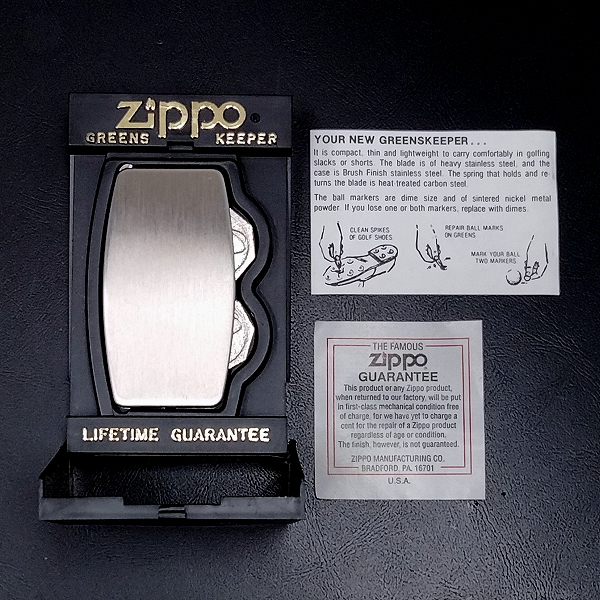 Zippo®
GREENS KEEPER
LIFETIME GUARANTEE
YOUR NEW GREENSKEEPER...
It is compact, thin and lightweight to carry comfortably in golfing
slacks or shorts. The blade is of heavy stainless steel, and the
case is Brush Finish stainless steel. The spring that holds and re-
turns the blade is heat-treated carbon steel.
The ball markers are dime size and of sintered nickel metal
powder. If you lose one or both markers, replace with dimes.
CLEAN SPIKES
OF GOLF SHOES
REPAIR BALL MARKS
ON GREENS
MARK YOUR BALL
TWO MARKERS
THE FAMOUS
Zippo
GUARANTEE
This product or any Zippo product,
when returned to our factory, will be put
in first-class mechanical condition free
of charge, for we have yet to charge a
cent for the repair of a Zippo product
regardless of age or condition.
The finish, however, is not guaranteed.
ZIPPO MANUFACTURING CO.
BRADFORD, PA. 16701
U.S.A.